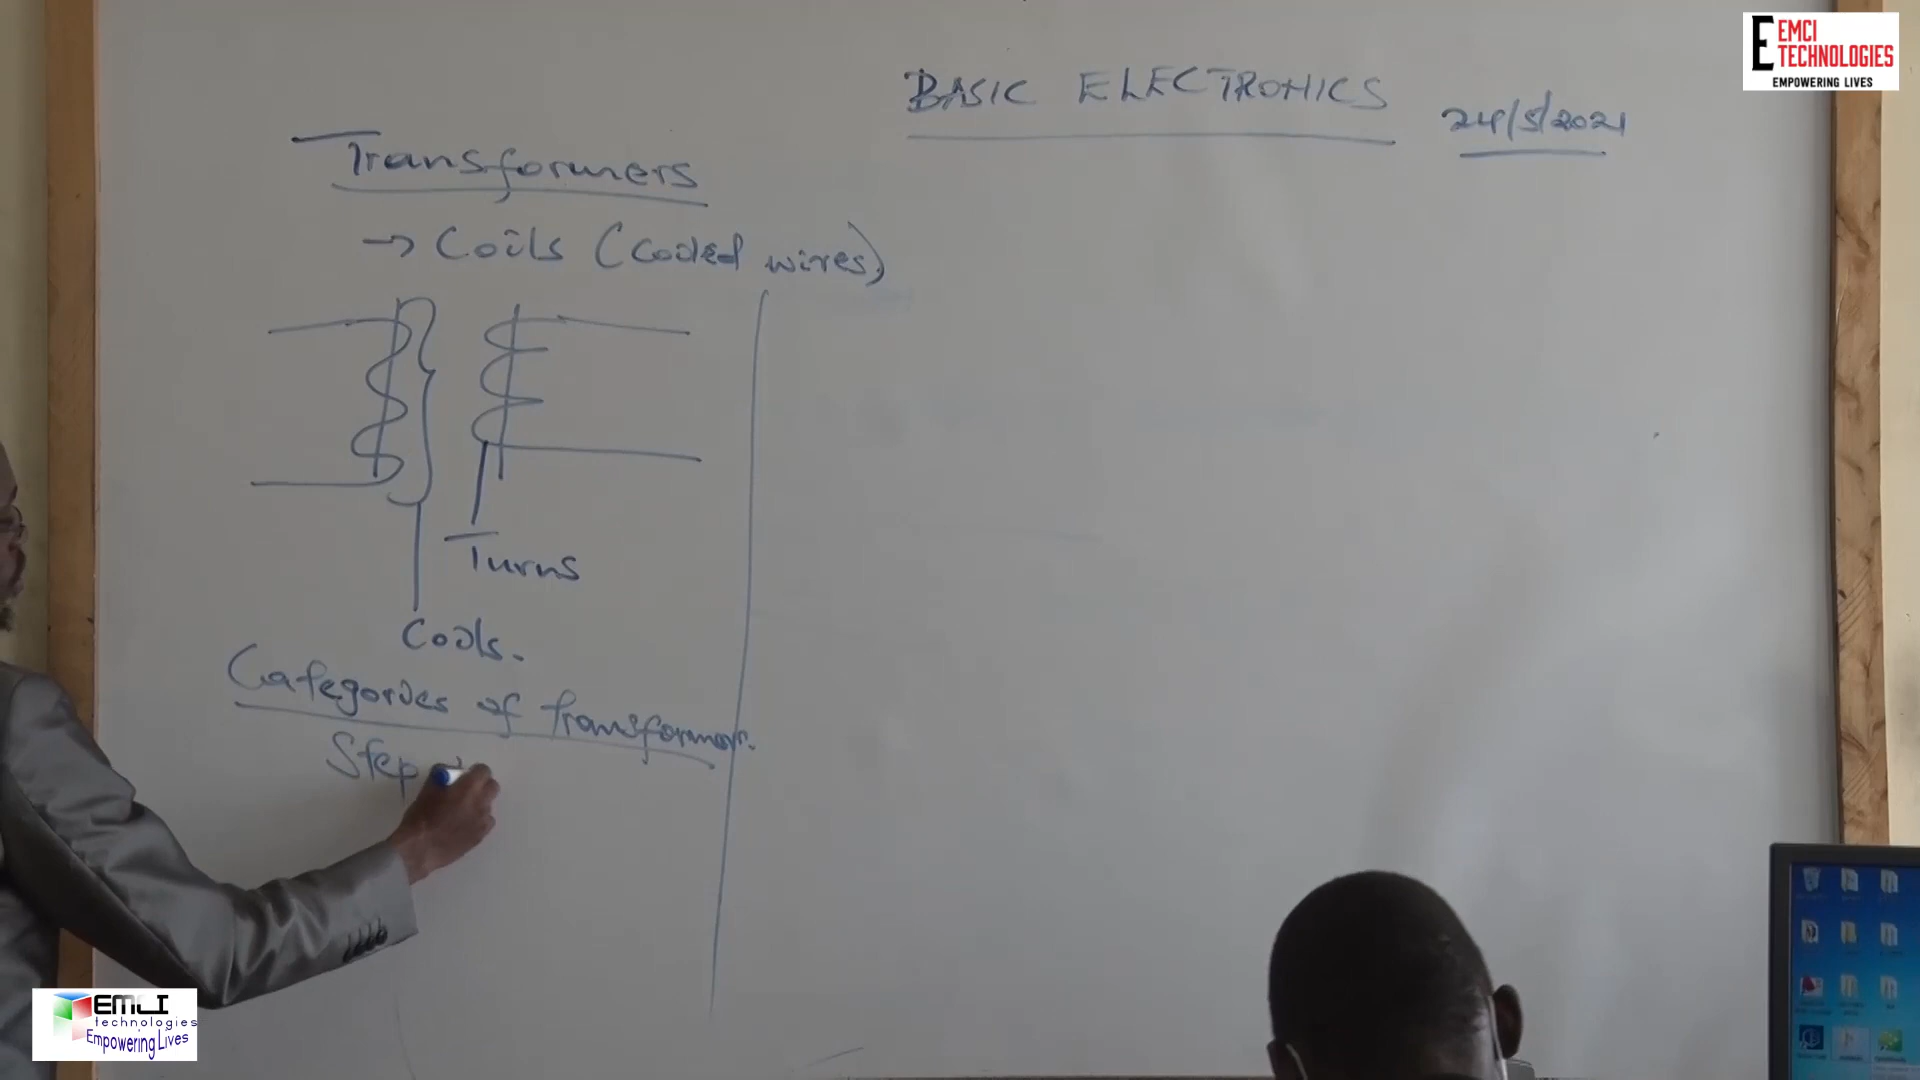 BASIC ELECTRONICS
24/5/2021
Transformers
→ Coils (Coiled wires)
Turns
Coils.
Categories of transformer.
Step
E EMCI
TECHNOLOGIES
EMPOWERING LIVES
EMCI
technologies
Empowering Lives